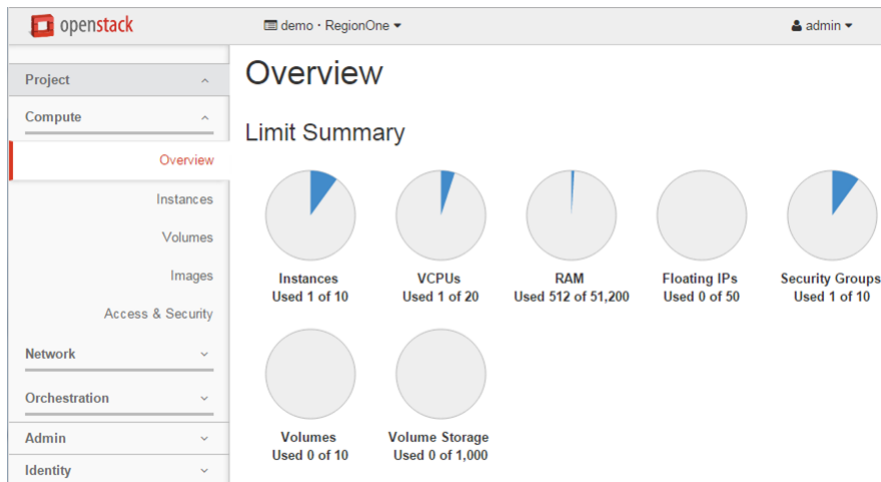 openstack
demo · RegionOne
admin
Project
Compute
Overview
Instances
Volumes
Images
Access & Security
Network
Orchestration
Admin
Identity
Overview
Limit Summary
Instances
Used 1 of 10
VCPUs
Used 1 of 20
RAM
Used 512 of 51,200
Floating IPs
Used 0 of 50
Security Groups
Used 1 of 10
Volumes
Used 0 of 10
Volume Storage
Used 0 of 1,000